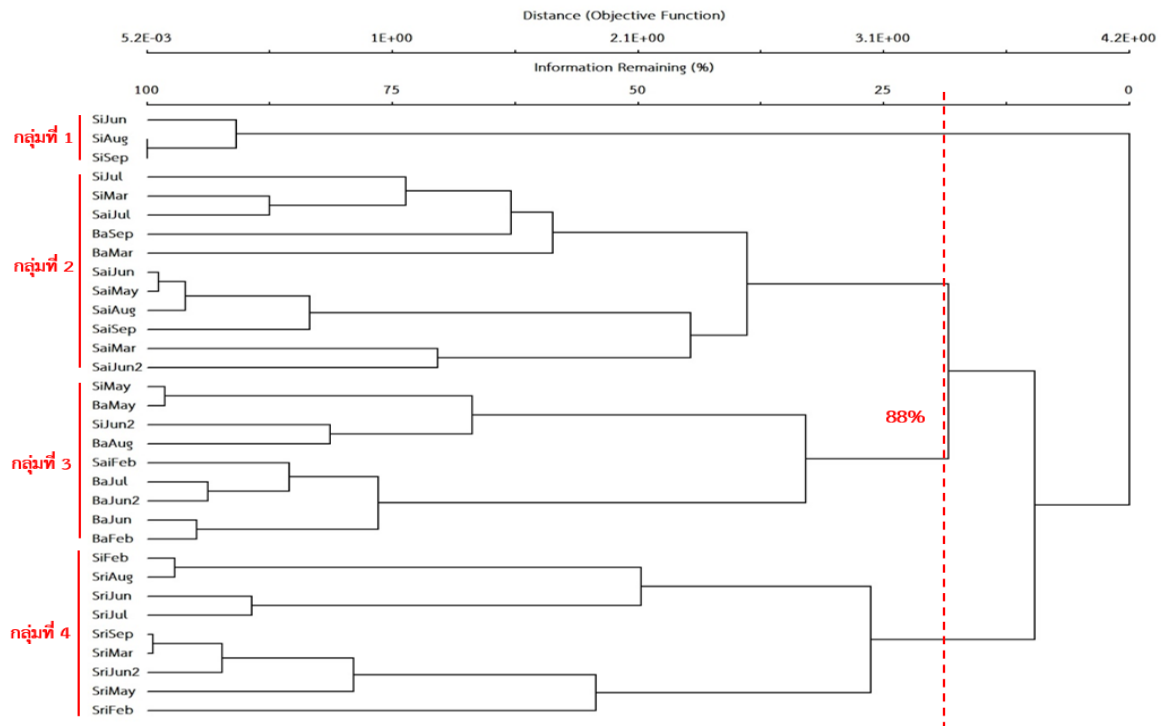 Distance (Objective Function)
5.2E-03 1E+00 2.1E+00 3.1E+00 4.2E+00
Information Remaining (%)
100 75 50 25 0
SiJun
กลุ่มที่ 1
SiAug
SiSep
SiJul
SiMar
SaiJul
BaSep
BaMar
กลุ่มที่ 2
SaiJun
SaiMay
SaiAug
SaiSep
SaiMar
SaiJun2
SiMay
BaMay
88%
SiJun2
BaAug
กลุ่มที่ 3
SaiFeb
BaJul
BaJun2
BaJun
BaFeb
SiFeb
SriAug
SriJun
SriJul
กลุ่มที่ 4
SriSep
SriMar
SriJun2
SriMay
SriFeb